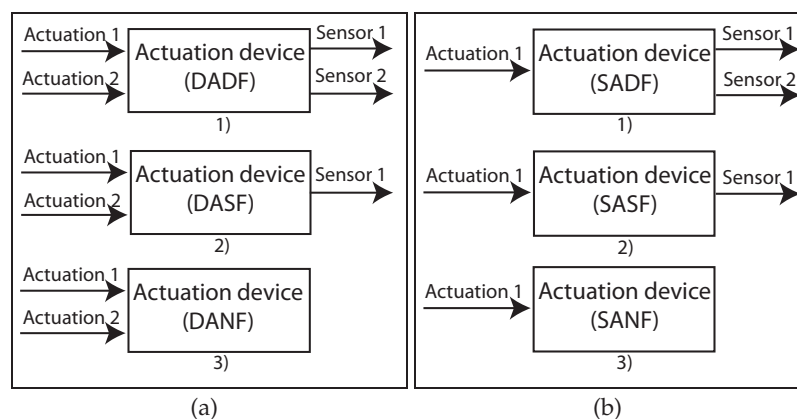 Actuation 1
Actuation 2
Actuation device
(DADF)
Sensor 1
Sensor 2
1)
Actuation 1
Actuation 2
Actuation device
(DASF)
Sensor 1
2)
Actuation 1
Actuation 2
Actuation device
(DANF)
3)
(a)
Actuation 1
Actuation device
(SADF)
Sensor 1
Sensor 2
1)
Actuation 1
Actuation device
(SASF)
Sensor 1
2)
Actuation 1
Actuation device
(SANF)
3)
(b)